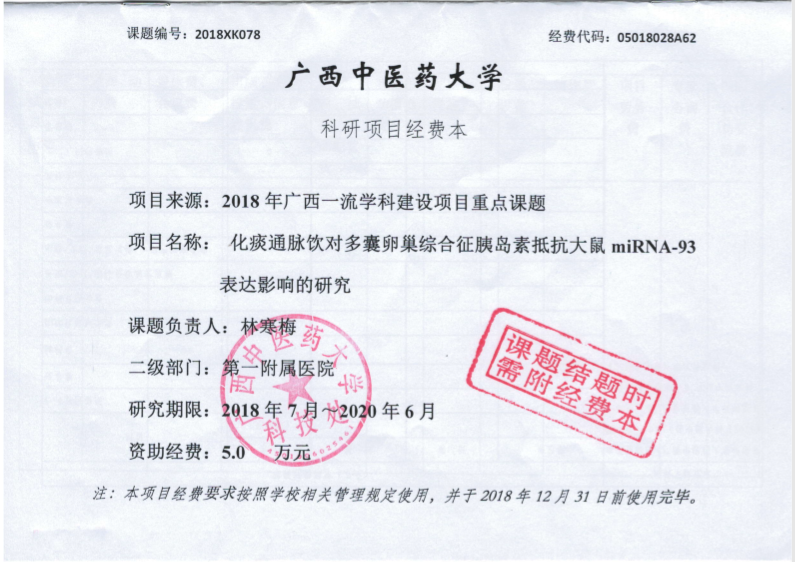 课题编号：2018XK078
经费代码：05018028A62
广西中医药大学
科研项目经费本
项目来源：2018 年广西一流学科建设项目重点课题
项目名称： 化痰通脉饮对多囊卵巢综合征胰岛素抵抗大鼠 miRNA-93
表达影响的研究
课题负责人：林寒梅
二级部门：第一附属医院
研究期限：2018 年 7 月～2020 年 6 月
资助经费：5.0 万元
广西中医药大学
科技处
课题结题时
需附经费本
注：本项目经费要求按照学校相关管理规定使用，并于 2018 年 12 月 31 日前使用完毕。